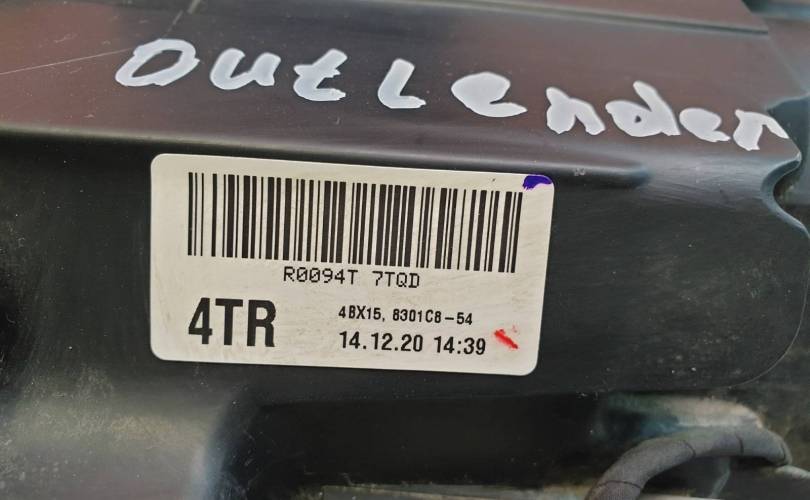 OutLender
R0094T 7TQD
4TR
4BX15, 8301C8-54
14.12.20 14:39